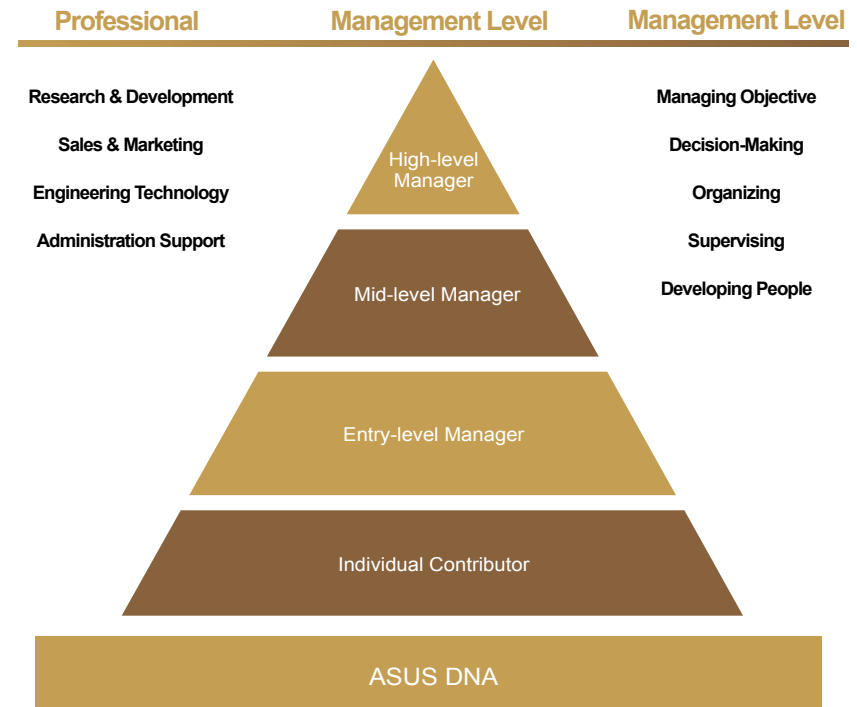 Professional
Management Level
Management Level
Research & Development
Sales & Marketing
Engineering Technology
Administration Support
High-level
Manager
Mid-level Manager
Entry-level Manager
Individual Contributor
Managing Objective
Decision-Making
Organizing
Supervising
Developing People
ASUS DNA